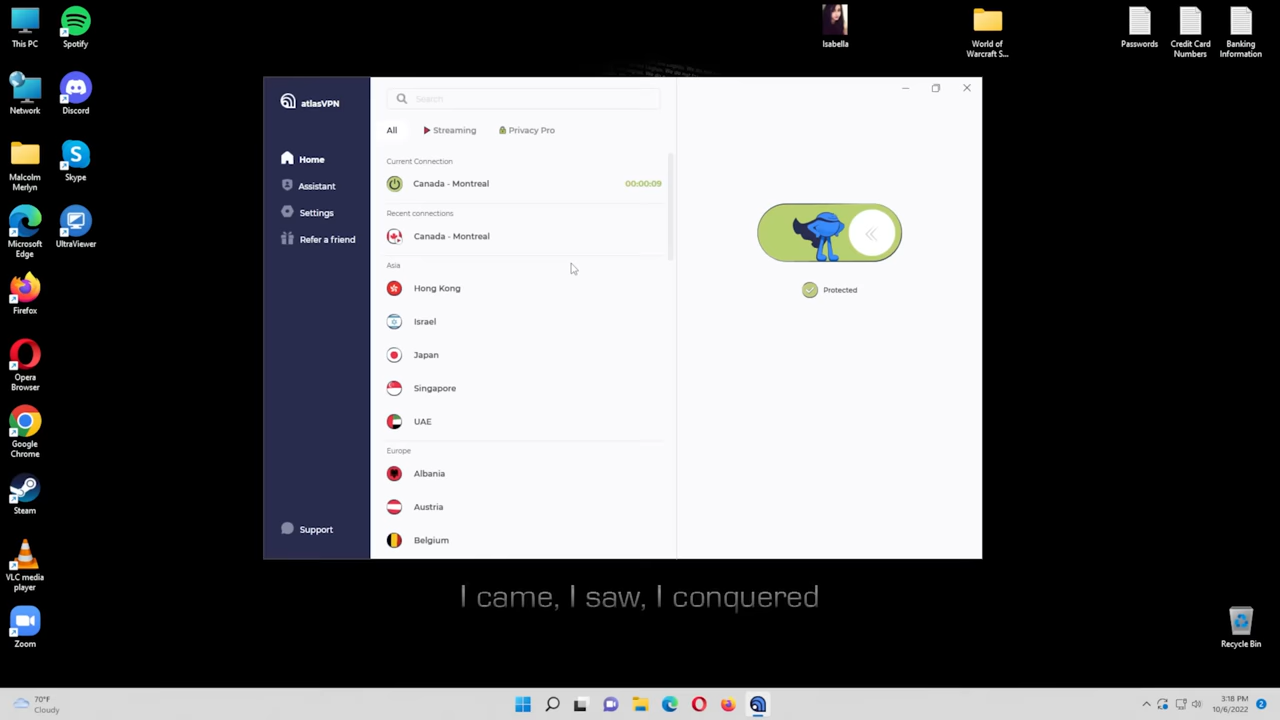 This PC
Spotify
Isabella
World of
Warcraft S...
Passwords
Credit Card
Numbers
Banking
Information
Network
Discord
Malcolm
Merlyn
Skype
Microsoft
Edge
UltraViewer
Firefox
Opera
Browser
Google
Chrome
Steam
VLC media
player
Zoom
Recycle Bin
atlasVPN
Home
Assistant
Settings
Refer a friend
Support
Search
All
Streaming
Privacy Pro
Current Connection
Canada - Montreal
00:00:09
Recent connections
Canada - Montreal
Asia
Hong Kong
Israel
Japan
Singapore
UAE
Europe
Albania
Austria
Belgium
Protected
I came, I saw, I conquered
70°F
Cloudy
3:18 PM
10/6/2022
2